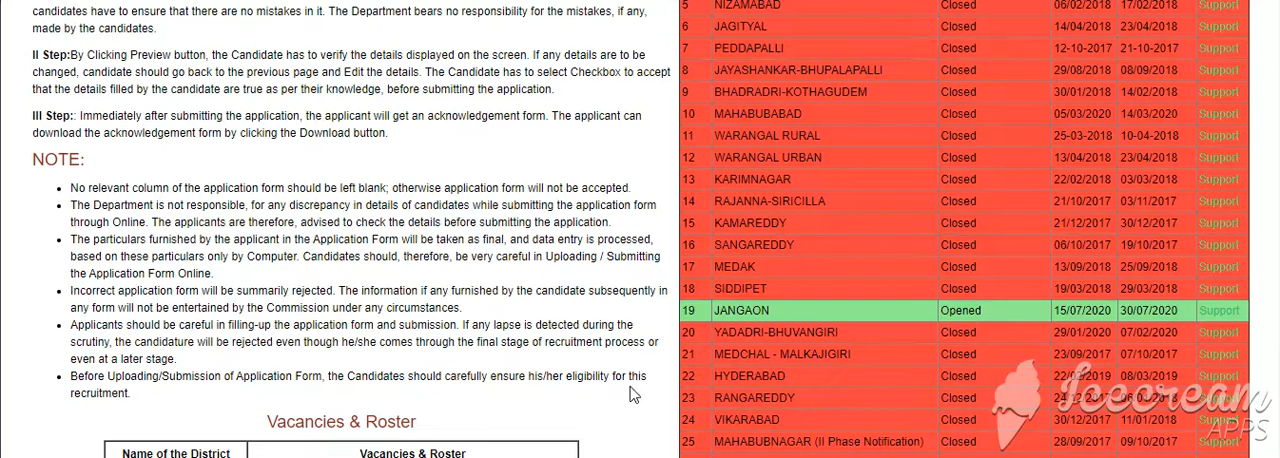 candidates have to ensure that there are no mistakes in it. The Department bears no responsibility for the mistakes, if any,
made by the candidates.
II Step:By Clicking Preview button, the Candidate has to verify the details displayed on the screen. If any details are to be
changed, candidate should go back to the previous page and Edit the details. The Candidate has to select Checkbox to accept
that the details filled by the candidate are true as per their knowledge, before submitting the application.
III Step:: Immediately after submitting the application, the applicant will get an acknowledgement form. The applicant can
download the acknowledgement form by clicking the Download button.
NOTE:
No relevant column of the application form should be left blank; otherwise application form will not be accepted.
The Department is not responsible, for any discrepancy in details of candidates while submitting the application form
through Online. The applicants are therefore, advised to check the details before submitting the application.
The particulars furnished by the applicant in the Application Form will be taken as final, and data entry is processed,
based on these particulars only by Computer. Candidates should, therefore, be very careful in Uploading / Submitting
the Application Form Online.
Incorrect application form will be summarily rejected. The information if any furnished by the candidate subsequently in
any form will not be entertained by the Commission under any circumstances.
Applicants should be careful in filling-up the application form and submission. If any lapse is detected during the
scrutiny, the candidature will be rejected even though he/she comes through the final stage of recruitment process or
even at a later stage.
Before Uploading/Submission of Application Form, the Candidates should carefully ensure his/her eligibility for this
recruitment.
Vacancies & Roster
Name of the District Vacancies & Roster
5 NIZAMABAD Closed 06/02/2018 17/02/2018 Support
6 JAGITYAL Closed 14/04/2018 23/04/2018 Support
7 PEDDAPALLI Closed 12-10-2017 21-10-2017 Support
8 JAYASHANKAR-BHUPALAPALLI Closed 29/08/2018 08/09/2018 Support
9 BHADRADRI-KOTHAGUDEM Closed 30/01/2018 14/02/2018 Support
10 MAHABUBABAD Closed 05/03/2020 14/03/2020 Support
11 WARANGAL RURAL Closed 25-03-2018 10-04-2018 Support
12 WARANGAL URBAN Closed 13/04/2018 23/04/2018 Support
13 KARIMNAGAR Closed 22/02/2018 03/03/2018 Support
14 RAJANNA-SIRICILLA Closed 21/10/2017 03/11/2017 Support
15 KAMAREDDY Closed 21/12/2017 30/12/2017 Support
16 SANGAREDDY Closed 06/10/2017 19/10/2017 Support
17 MEDAK Closed 13/09/2018 25/09/2018 Support
18 SIDDIPET Closed 19/03/2018 29/03/2018 Support
19 JANGAON Opened 15/07/2020 30/07/2020 Support
20 YADADRI-BHUVANGIRI Closed 29/01/2020 07/02/2020 Support
21 MEDCHAL - MALKAJIGIRI Closed 23/09/2017 07/10/2017 Support
22 HYDERABAD Closed 22/02/2019 08/03/2019 Support
23 RANGAREDDY Closed 24/12/2017 06/01/2018 Support
24 VIKARABAD Closed 30/12/2017 11/01/2018 Support
25 MAHABUBNAGAR (II Phase Notification) Closed 28/09/2017 09/10/2017 Support
Icecream
APPS